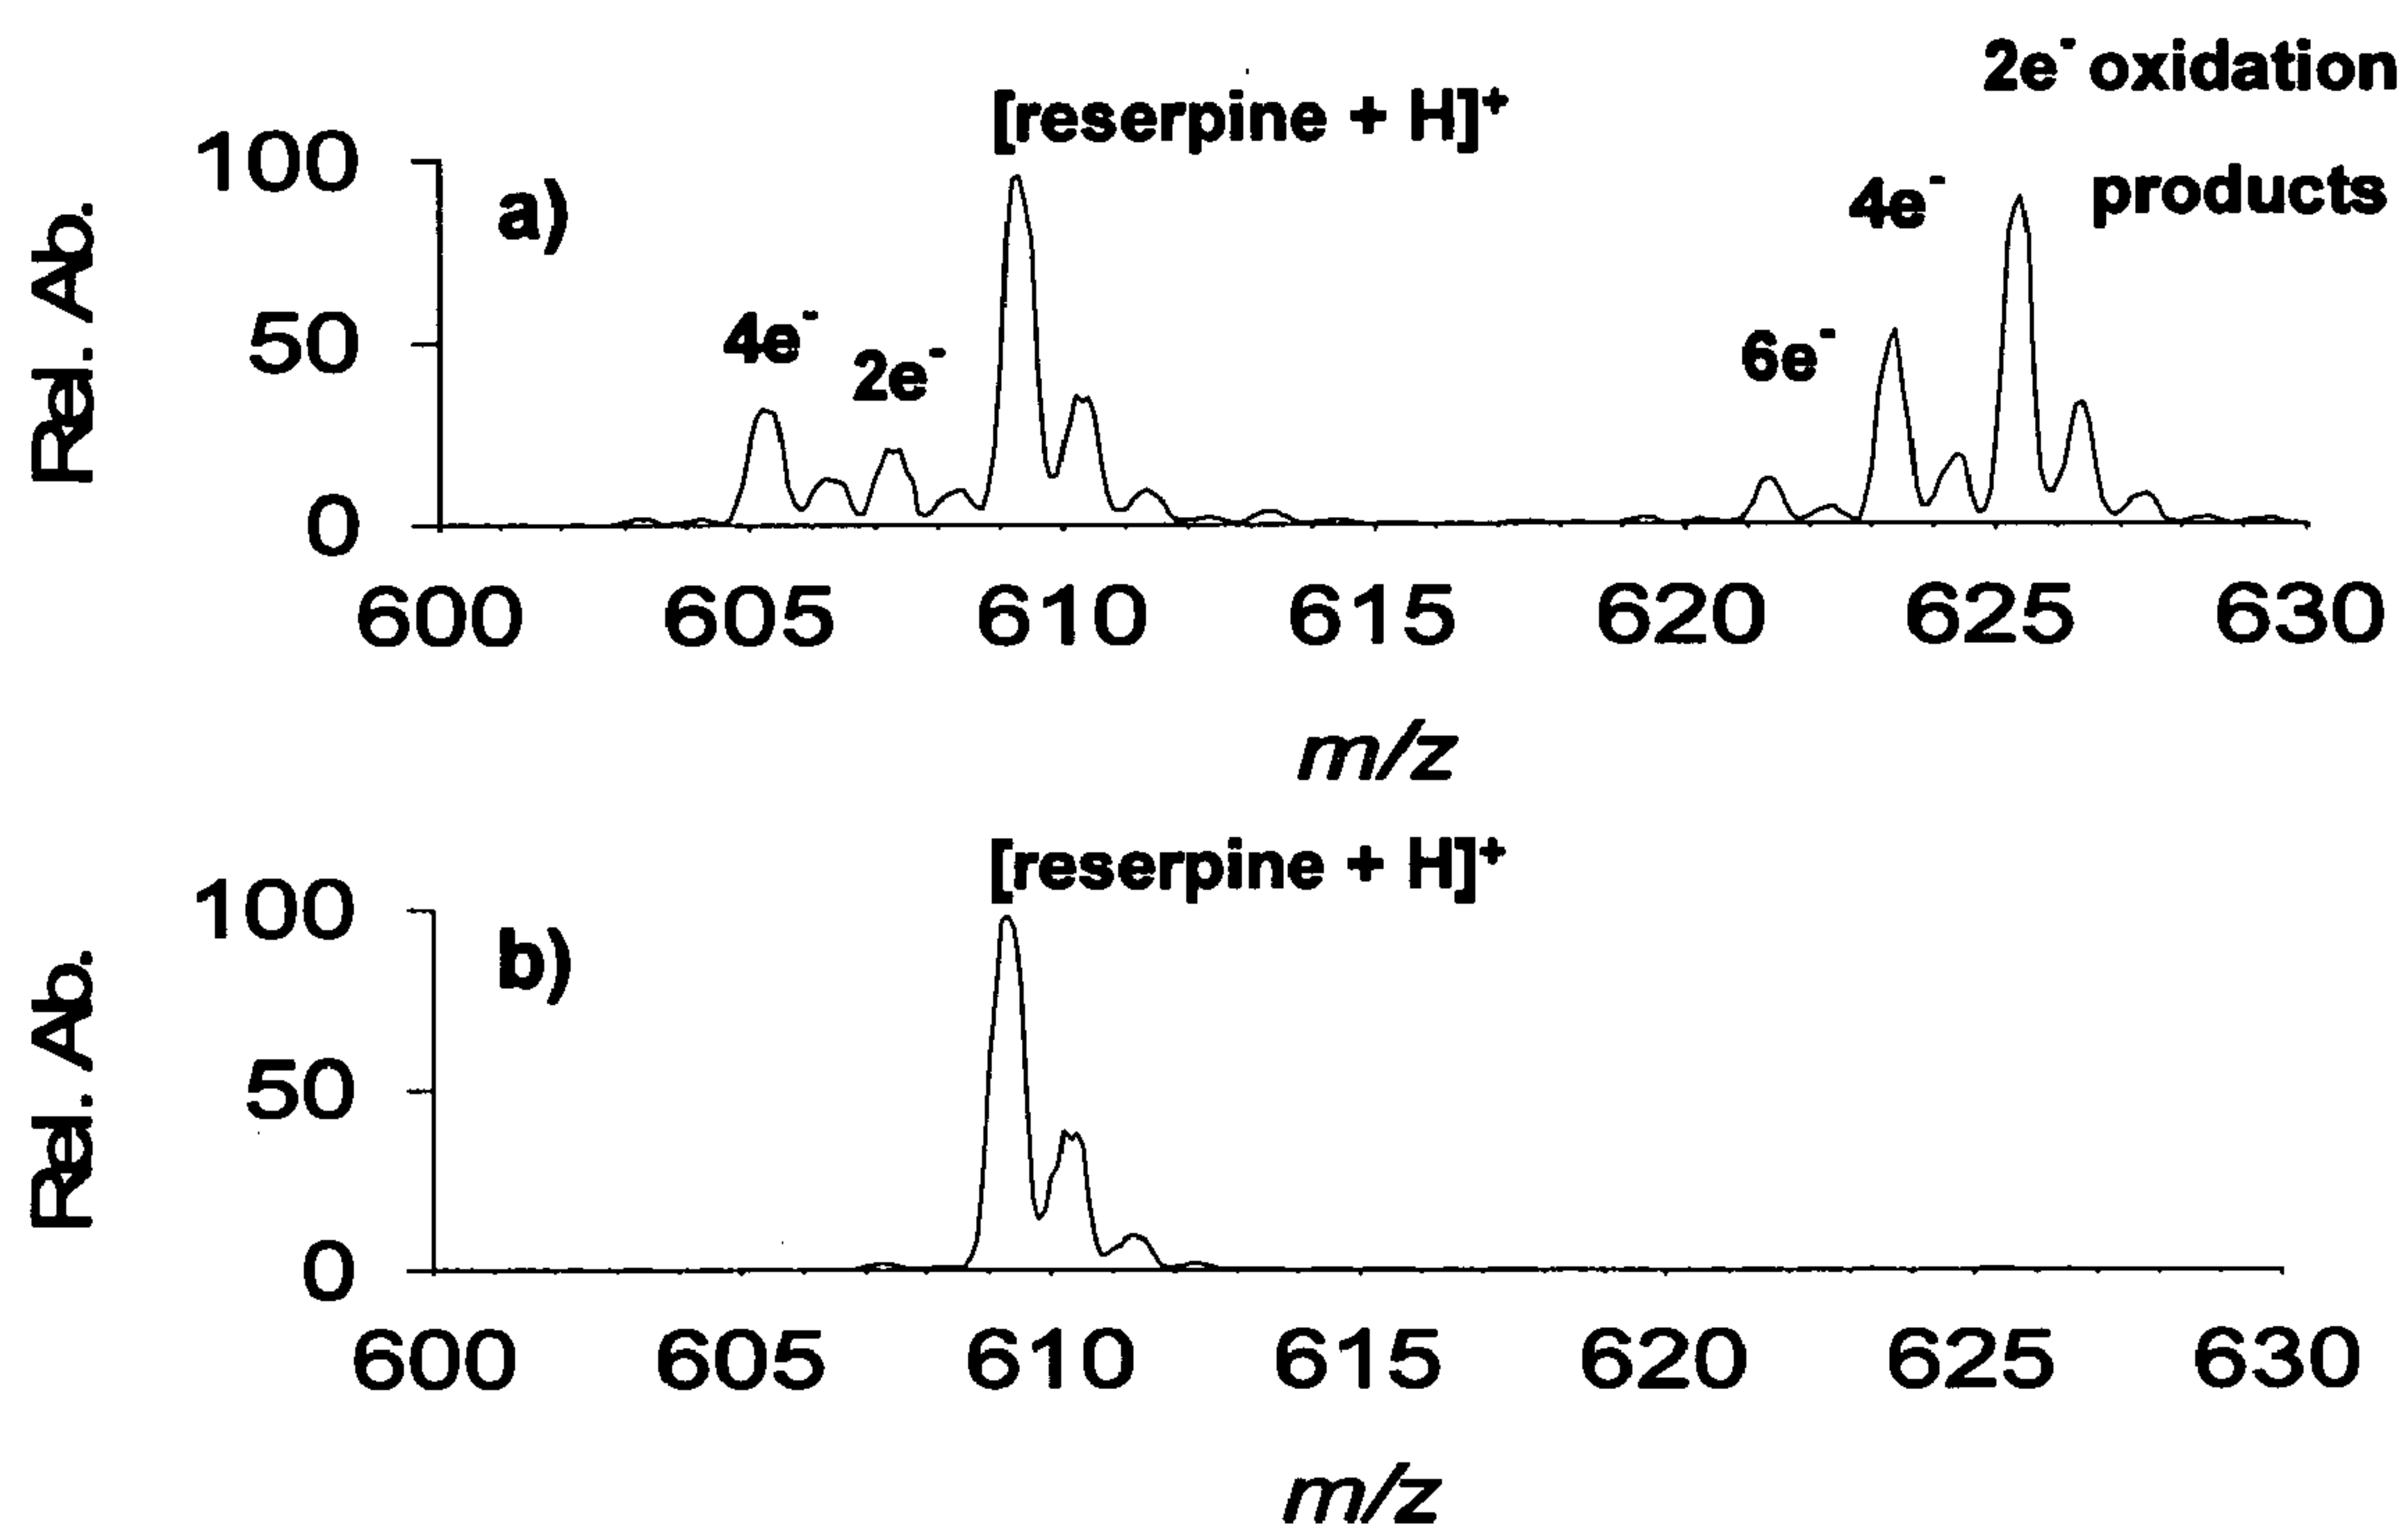 2e⁻ oxidation
[reserpine + H]⁺
4e⁻ products
100
a)
50
4e⁻ 2e⁻ 6e⁻
0
Rel. Ab.
600 605 610 615 620 625 630
m/z
[reserpine + H]⁺
100
b)
50
0
Rel. Ab.
600 605 610 615 620 625 630
m/z